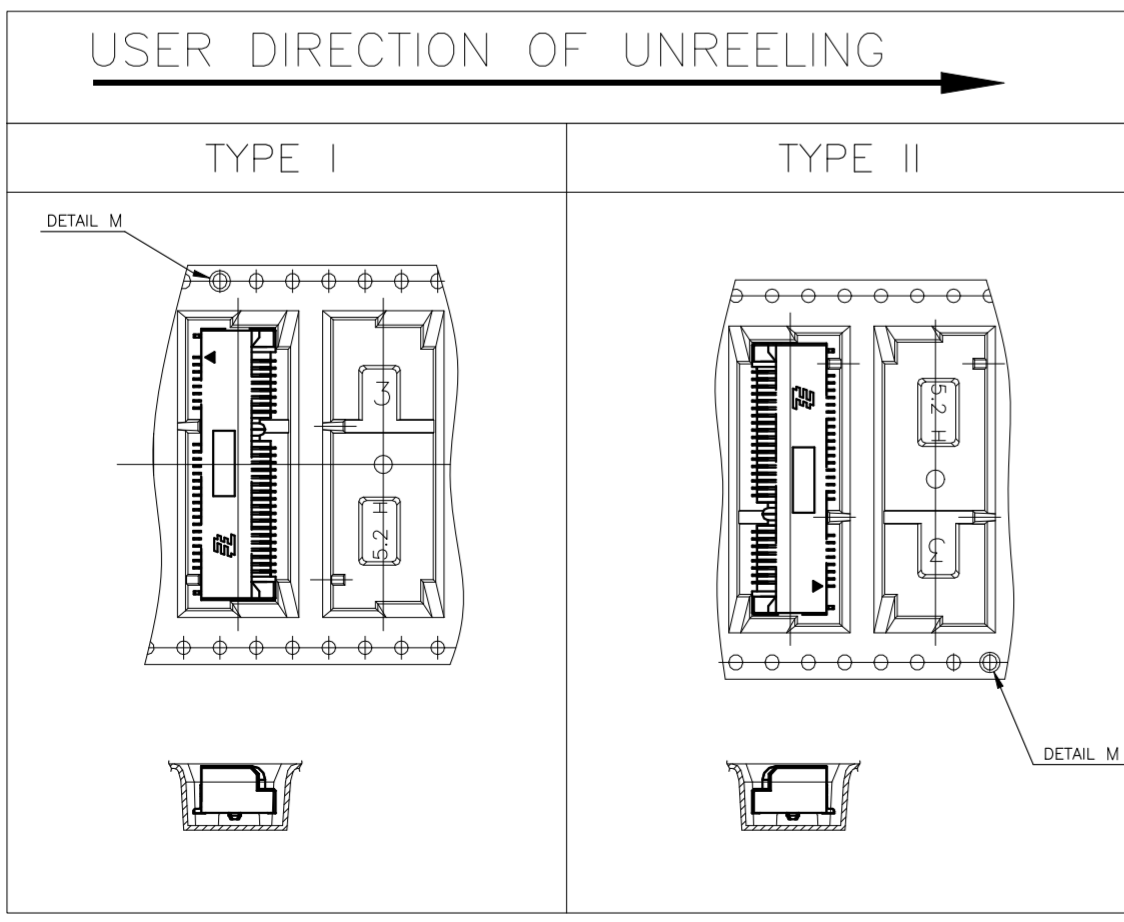 USER DIRECTION OF UNREELING
TYPE I
TYPE II
DETAIL M
3
5.2 H
5.2 H
3
DETAIL M